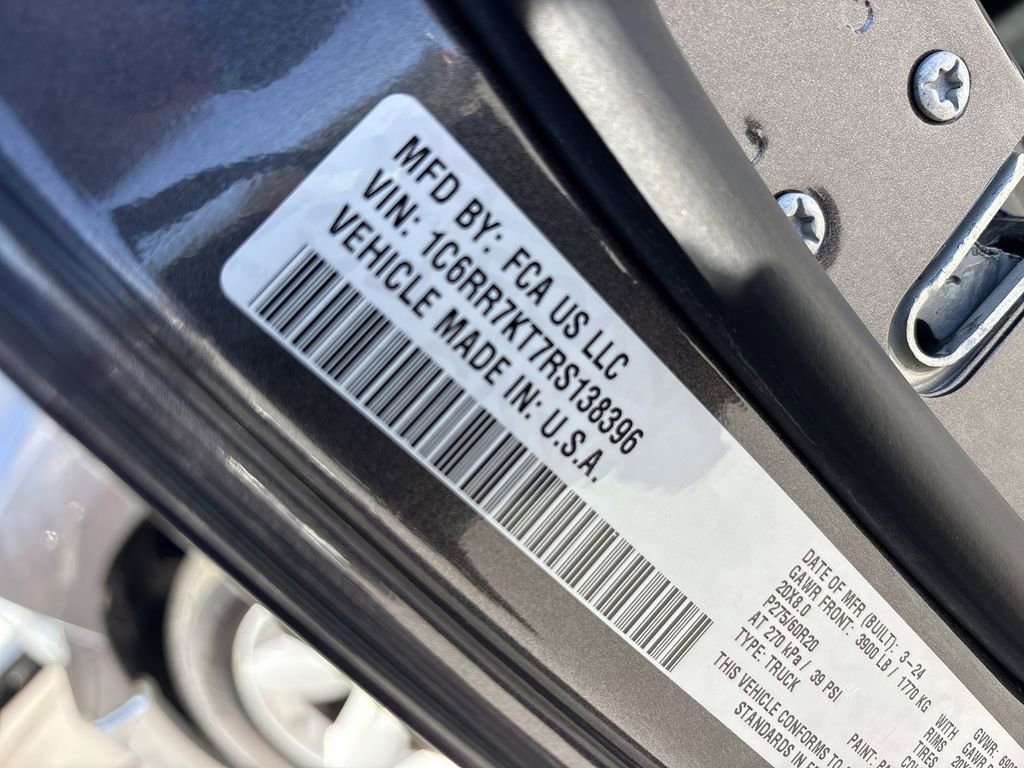 MFD BY: FCA US LLC
VIN: 1C6RR7KT7RS138396
VEHICLE MADE IN: U.S.A.
DATE OF MFR (BUILT): 3-24
GAWR FRONT: 3900 LB / 1770 KG
20X8.0
P275/60R20
AT 270 kPa / 39 PSI
TYPE: TRUCK
THIS VEHICLE CONFORMS TO
STANDARDS IN
PAINT:
GVWR:
WITH
GAWR
RIMS
TIRES